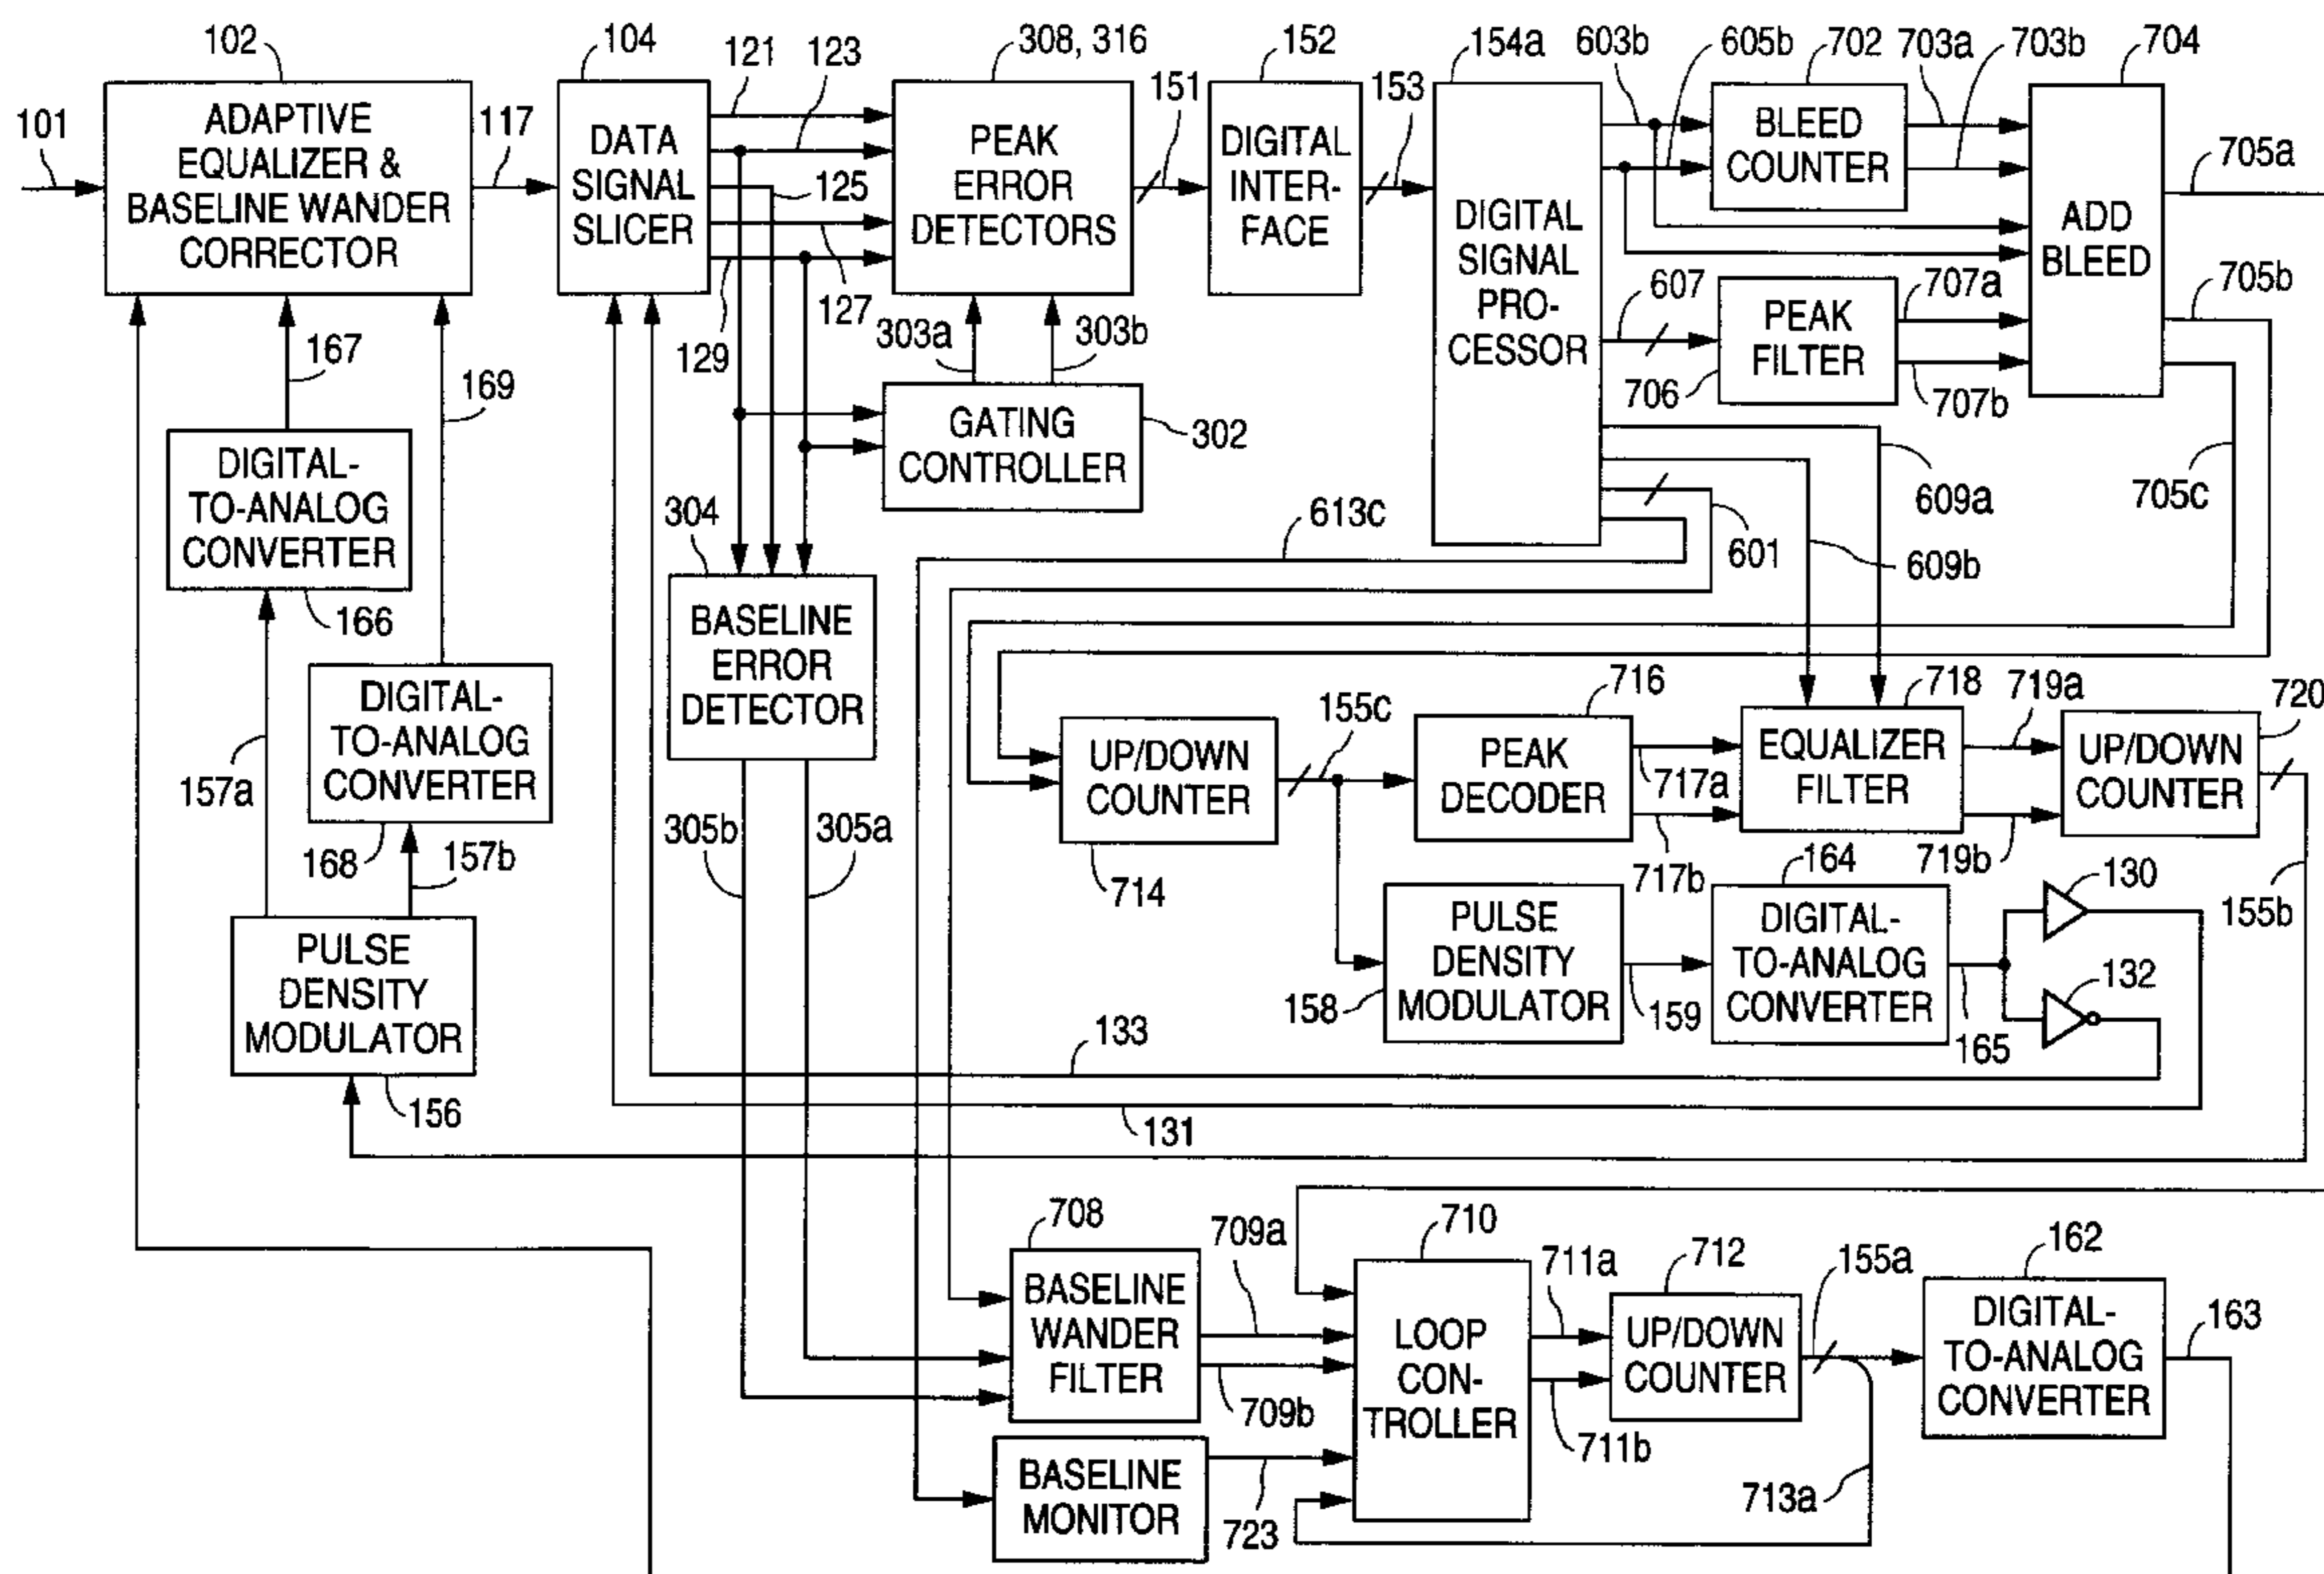 102
104
121
123
308, 316
152
154a
603b
605b
702
703a
703b
704
101
ADAPTIVE
EQUALIZER &
BASELINE WANDER
CORRECTOR
117
DATA
SIGNAL
SLICER
125
127
129
PEAK
ERROR
DETECTORS
151
DIGITAL
INTER-
FACE
153
DIGITAL
SIGNAL
PRO-
CESSOR
BLEED
COUNTER
ADD
BLEED
705a
705b
607
PEAK
FILTER
706
707a
707b
303a
303b
GATING
CONTROLLER
302
167
169
DIGITAL-
TO-ANALOG
CONVERTER
166
304
613c
601
609a
609b
705c
BASELINE
ERROR
DETECTOR
DIGITAL-
TO-ANALOG
CONVERTER
168
157a
157b
305b
305a
UP/DOWN
COUNTER
714
155c
716
PEAK
DECODER
717a
717b
718
EQUALIZER
FILTER
719a
719b
720
UP/DOWN
COUNTER
155b
PULSE
DENSITY
MODULATOR
156
PULSE
DENSITY
MODULATOR
158
159
164
DIGITAL-
TO-ANALOG
CONVERTER
165
130
132
133
131
708
BASELINE
WANDER
FILTER
709a
709b
710
LOOP
CON-
TROLLER
711a
711b
712
UP/DOWN
COUNTER
155a
162
DIGITAL-
TO-ANALOG
CONVERTER
163
BASELINE
MONITOR
723
713a